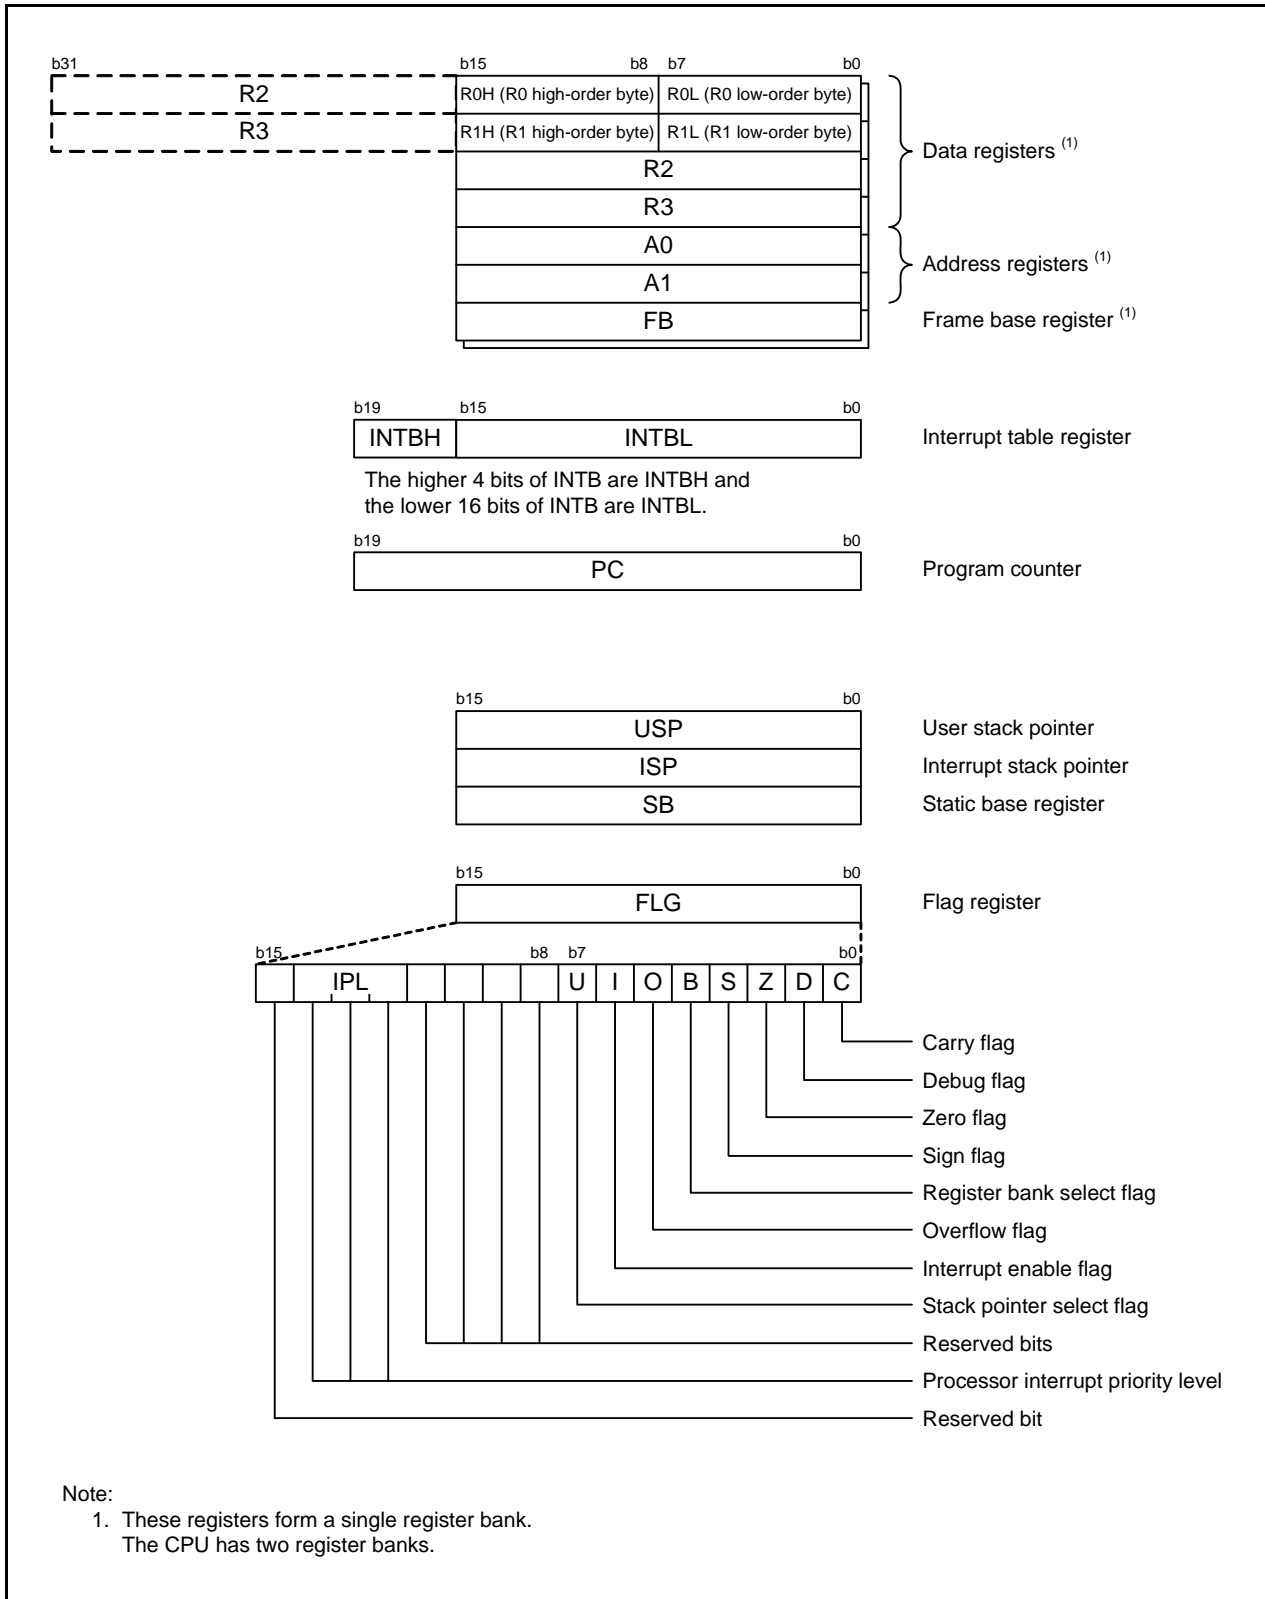 b31 b15 b8 b7 b0
R2 R0H (R0 high-order byte) R0L (R0 low-order byte)
R3 R1H (R1 high-order byte) R1L (R1 low-order byte)
Data registers (1)
R2
R3
A0
Address registers (1)
A1
FB Frame base register (1)
b19 b15 b0
INTBH INTBL Interrupt table register
The higher 4 bits of INTB are INTBH and
the lower 16 bits of INTB are INTBL.
b19 b0
PC Program counter
b15 b0
USP User stack pointer
ISP Interrupt stack pointer
SB Static base register
b15 b0
FLG Flag register
b15 b8 b7 b0
IPL U I O B S Z D C
Carry flag
Debug flag
Zero flag
Sign flag
Register bank select flag
Overflow flag
Interrupt enable flag
Stack pointer select flag
Reserved bits
Processor interrupt priority level
Reserved bit
Note:
1. These registers form a single register bank.
The CPU has two register banks.